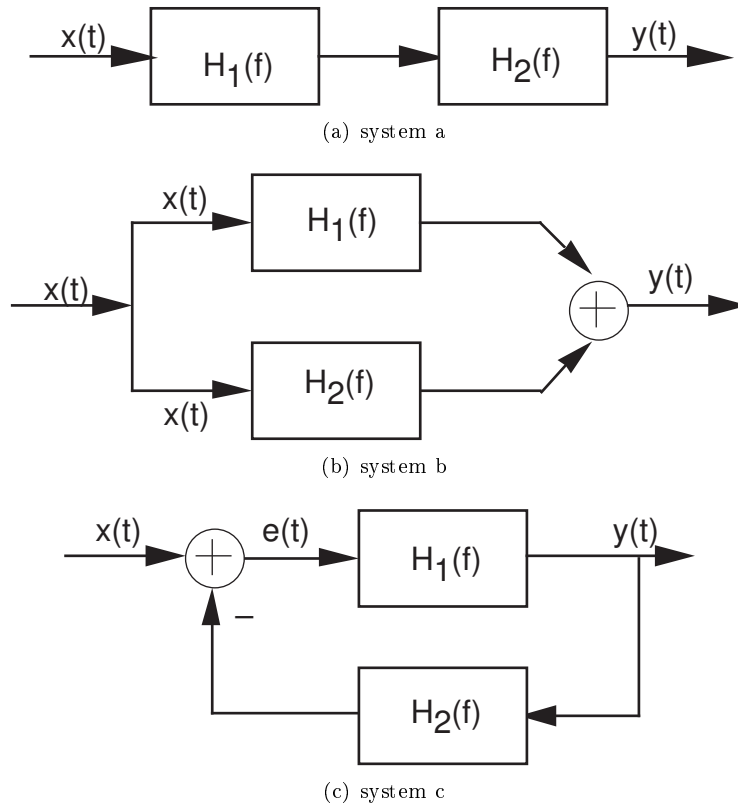 x(t) H₁(f) H₂(f) y(t)
(a) system a
x(t) H₁(f)
x(t) + y(t)
x(t) H₂(f)
(b) system b
x(t) + e(t) H₁(f) y(t)
–
H₂(f)
(c) system c